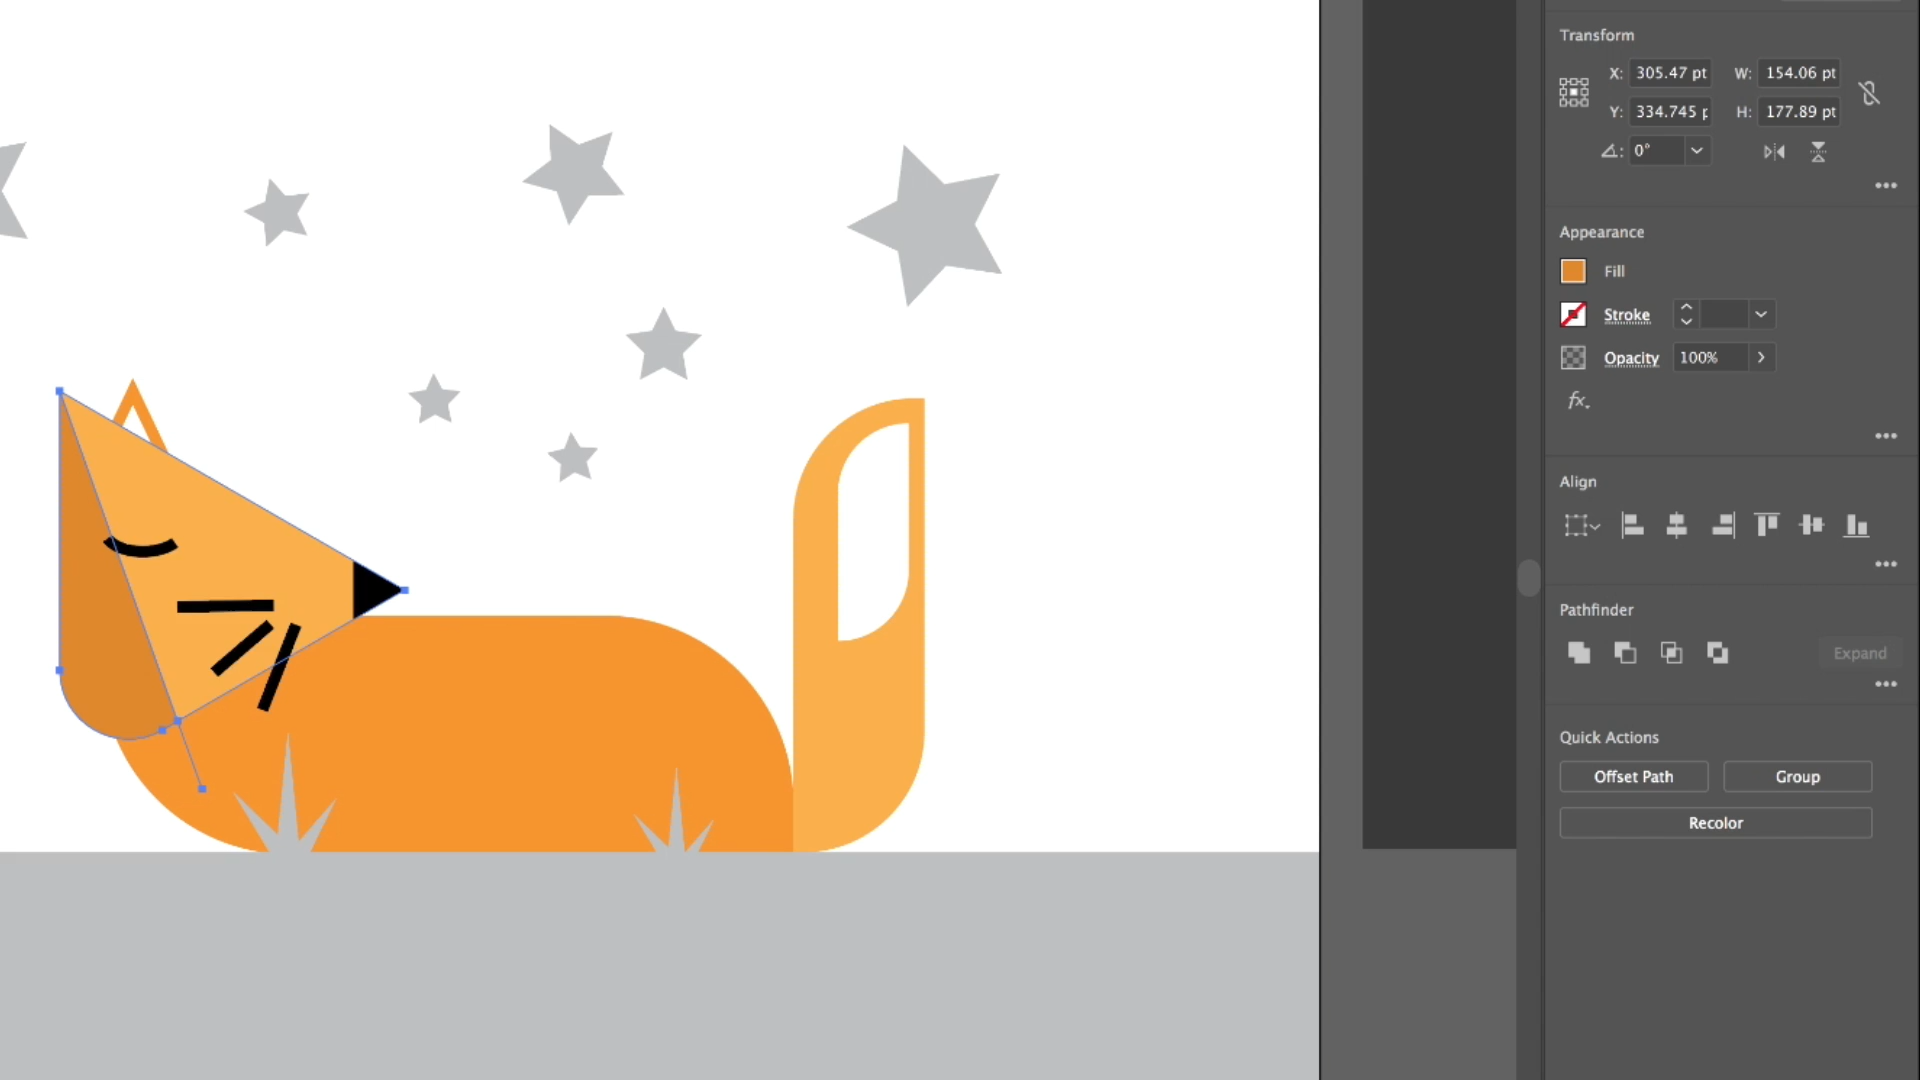 Transform
X: 305.47 pt W: 154.06 pt
Y: 334.745 p H: 177.89 pt
0°
Appearance
Fill
Stroke
Opacity 100%
fx
Align
Pathfinder
Expand
Quick Actions
Offset Path Group
Recolor